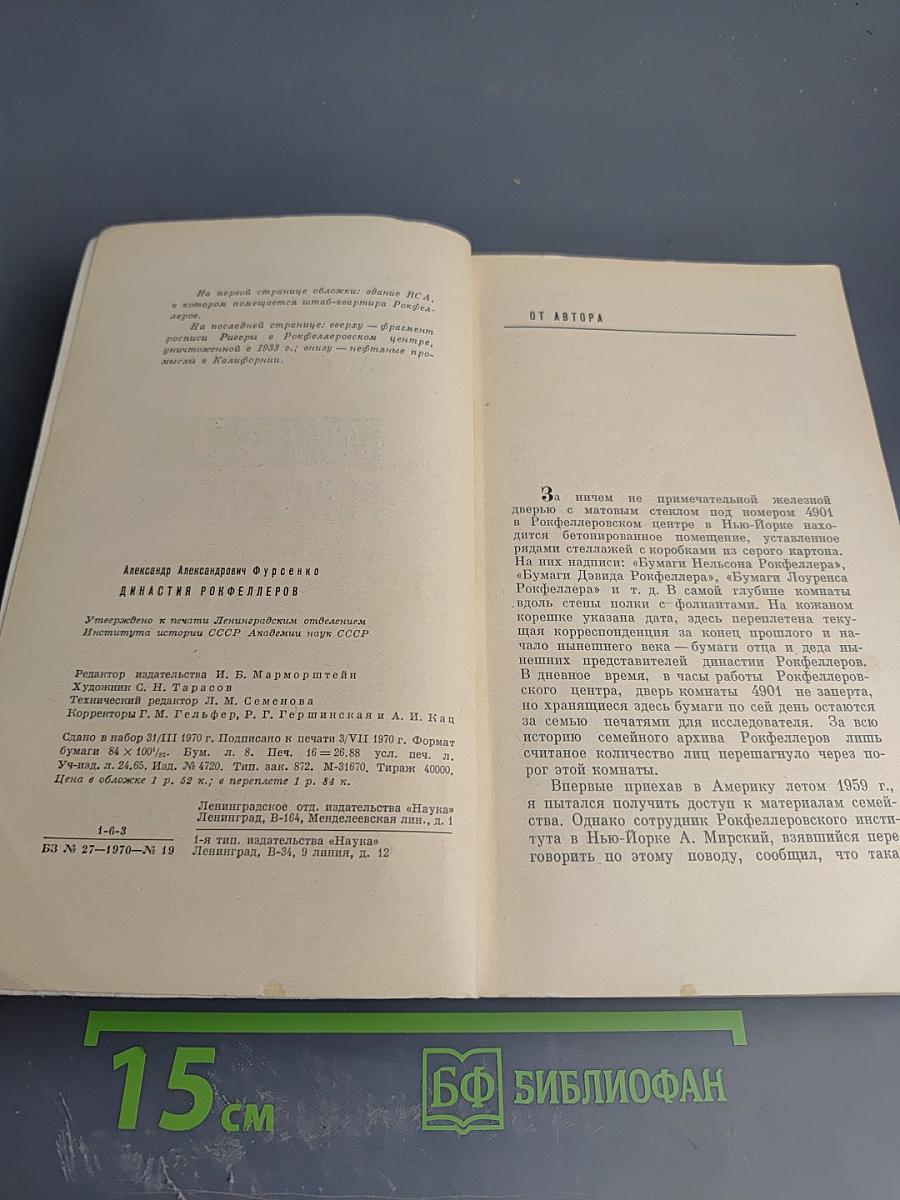 На первой странице обложки: здание RCA,
в котором помещается штаб-квартира Рокфел-
леров.
На последней странице: вверху — фрагмент
росписи Риверы в Рокфеллеровском центре,
уничтоженной в 1933 г.; внизу — нефтяные про-
мыслы в Калифорнии.
Александр Александрович Фурсенко
ДИНАСТИЯ РОКФЕЛЛЕРОВ
Утверждено к печати Ленинградским отделением
Института истории СССР Академии наук СССР
Редактор издательства И. Б. Марморштейн
Художник С. Н. Тарасов
Технический редактор Л. М. Семенова
Корректоры Г. М. Гельфер, Р. Г. Гершинская и А. И. Кац
Сдано в набор 31/III 1970 г. Подписано к печати 3/VII 1970 г. Формат
бумаги 84 × 100¹/₃₂. Бум. л. 8. Печ. 16 = 26.88 усл. печ. л.
Уч-изд. л. 24.65. Изд. № 4720. Тип. зак. 872. М-31670. Тираж 40000.
Цена в обложке 1 р. 52 к.; в переплете 1 р. 84 к.
Ленинградское отд. издательства «Наука»
Ленинград, В-164, Менделеевская лин., д. 1
1-6-3
БЗ № 27—1970—№ 19
1-я тип. издательства «Наука»
Ленинград, В-34, 9 линия, д. 12
ОТ АВТОРА
За ничем не примечательной железной
дверью с матовым стеклом под номером 4901
в Рокфеллеровском центре в Нью-Йорке нахо-
дится бетонированное помещение, уставленное
рядами стеллажей с коробками из серого картона.
На них надписи: «Бумаги Нельсона Рокфеллера»,
«Бумаги Дэвида Рокфеллера», «Бумаги Лоуренса
Рокфеллера» и т. д. В самой глубине комнаты
вдоль стены полки с фолиантами. На кожаном
корешке указана дата, здесь переплетена теку-
щая корреспонденция за конец прошлого и на-
чало нынешнего века — бумаги отца и деда ны-
нешних представителей династии Рокфеллеров.
В дневное время, в часы работы Рокфеллеров-
ского центра, дверь комнаты 4901 не заперта,
но хранящиеся здесь бумаги по сей день остаются
за семью печатями для исследователя. За всю
историю семейного архива Рокфеллеров лишь
считаное количество лиц перешагнуло через по-
рог этой комнаты.
Впервые приехав в Америку летом 1959 г.,
я пытался получить доступ к материалам семей-
ства. Однако сотрудник Рокфеллеровского инсти-
тута в Нью-Йорке А. Мирский, взявшийся пере
говорить по этому поводу, сообщил, что така
15 см
БФ БИБЛИОФАН